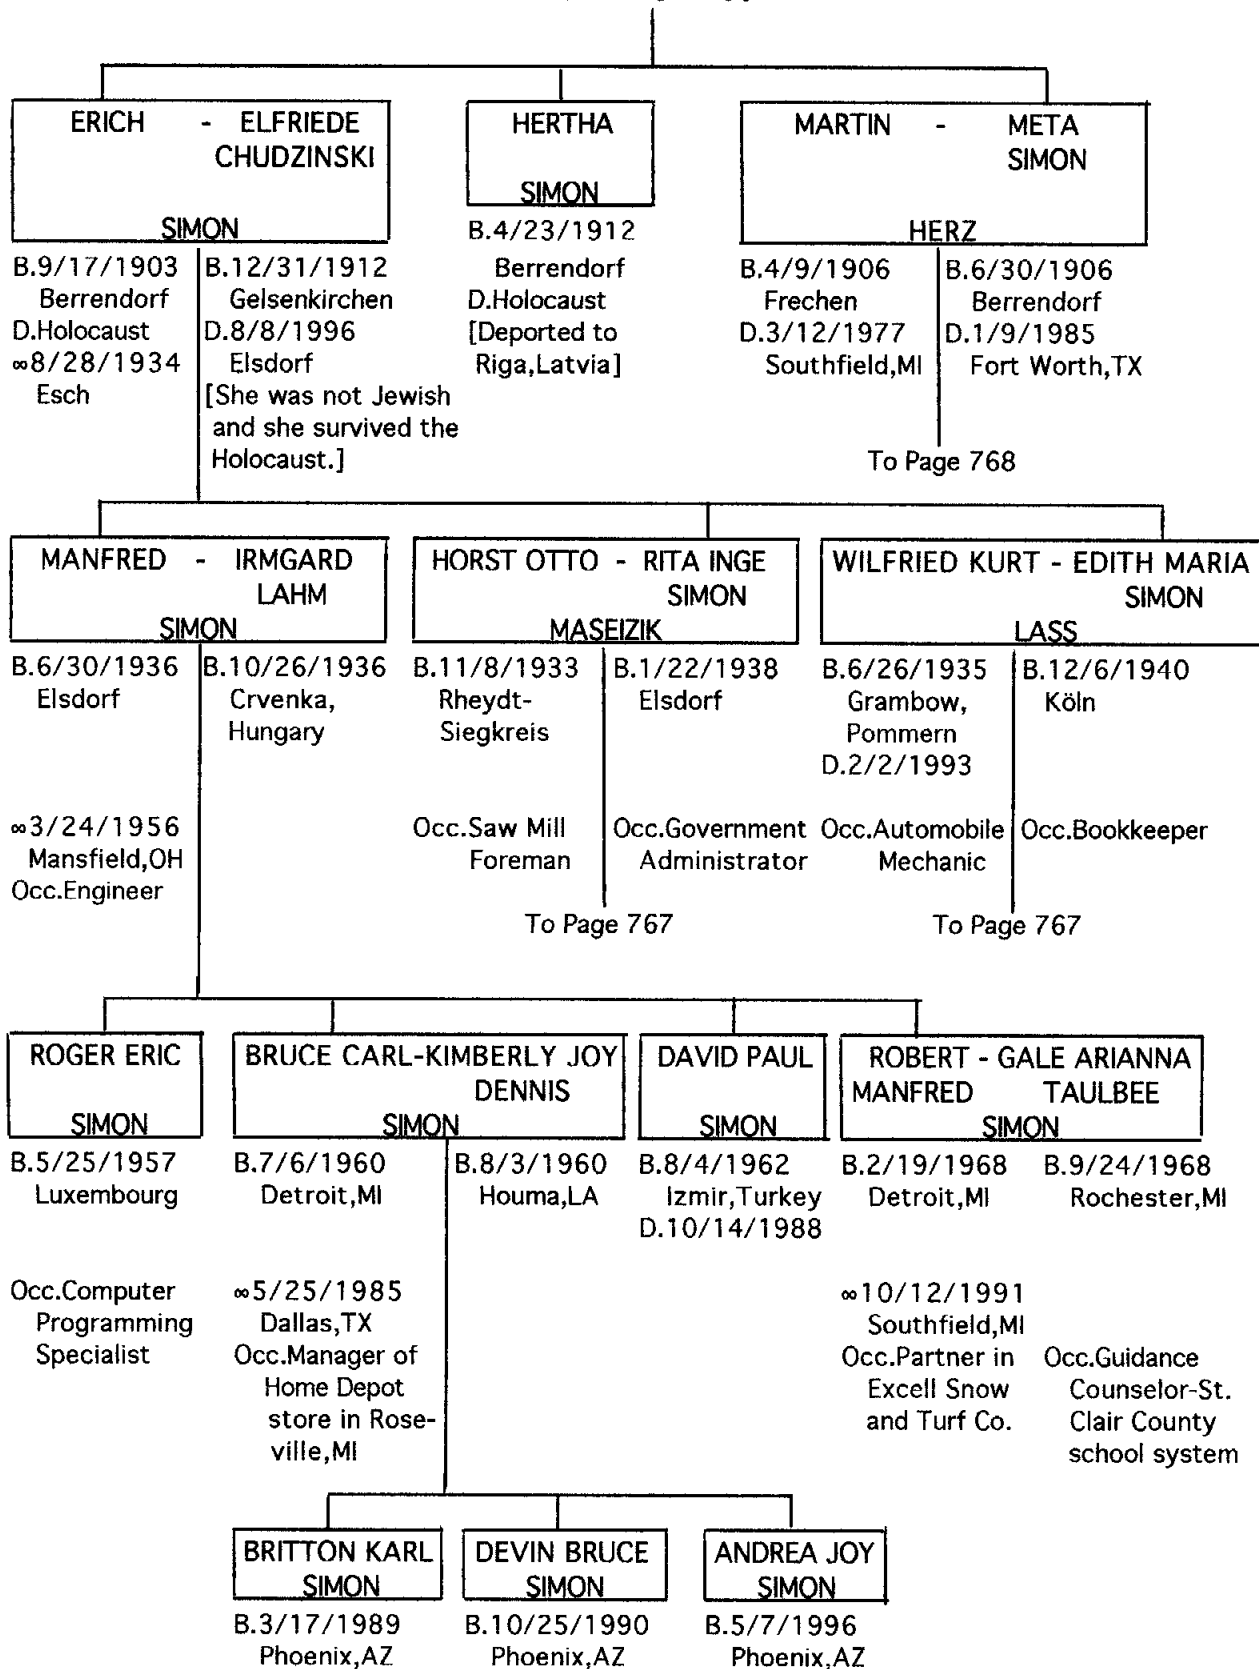 ERICH - ELFRIEDE
CHUDZINSKI
SIMON
B.9/17/1903
Berrendorf
D.Holocaust
∞8/28/1934
Esch
B.12/31/1912
Gelsenkirchen
D.8/8/1996
Elsdorf
[She was not Jewish
and she survived the
Holocaust.]
HERTHA
SIMON
B.4/23/1912
Berrendorf
D.Holocaust
[Deported to
Riga,Latvia]
MARTIN - META
SIMON
HERZ
B.4/9/1906
Frechen
D.3/12/1977
Southfield,MI
B.6/30/1906
Berrendorf
D.1/9/1985
Fort Worth,TX
To Page 768
MANFRED - IRMGARD
LAHM
SIMON
B.6/30/1936
Elsdorf
∞3/24/1956
Mansfield,OH
Occ.Engineer
B.10/26/1936
Crvenka,
Hungary
HORST OTTO - RITA INGE
SIMON
MASEIZIK
B.11/8/1933
Rheydt-
Siegkreis
Occ.Saw Mill
Foreman
B.1/22/1938
Elsdorf
Occ.Government
Administrator
To Page 767
WILFRIED KURT - EDITH MARIA
SIMON
LASS
B.6/26/1935
Grambow,
Pommern
D.2/2/1993
Occ.Automobile
Mechanic
B.12/6/1940
Köln
Occ.Bookkeeper
To Page 767
ROGER ERIC
SIMON
B.5/25/1957
Luxembourg
Occ.Computer
Programming
Specialist
BRUCE CARL-KIMBERLY JOY
DENNIS
SIMON
B.7/6/1960
Detroit,MI
∞5/25/1985
Dallas,TX
Occ.Manager of
Home Depot
store in Rose-
ville,MI
B.8/3/1960
Houma,LA
DAVID PAUL
SIMON
B.8/4/1962
Izmir,Turkey
D.10/14/1988
ROBERT - GALE ARIANNA
MANFRED TAULBEE
SIMON
B.2/19/1968
Detroit,MI
∞10/12/1991
Southfield,MI
Occ.Partner in
Excell Snow
and Turf Co.
B.9/24/1968
Rochester,MI
Occ.Guidance
Counselor-St.
Clair County
school system
BRITTON KARL
SIMON
B.3/17/1989
Phoenix,AZ
DEVIN BRUCE
SIMON
B.10/25/1990
Phoenix,AZ
ANDREA JOY
SIMON
B.5/7/1996
Phoenix,AZ